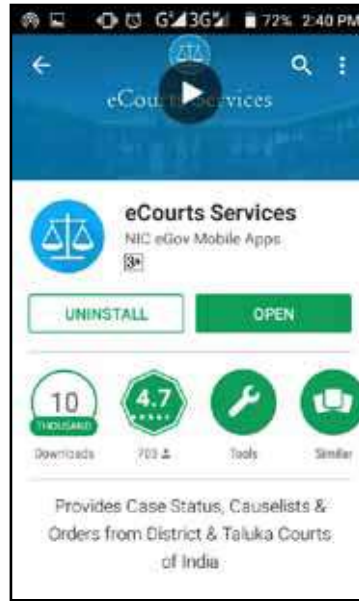 G 3G 72% 2:40 PM
eCourts Services
eCourts Services
NIC eGov Mobile Apps
3+
UNINSTALL
OPEN
10
THOUSAND
4.7
Downloads
703
Tools
Similar
Provides Case Status, Causelists &
Orders from District & Taluka Courts
of India